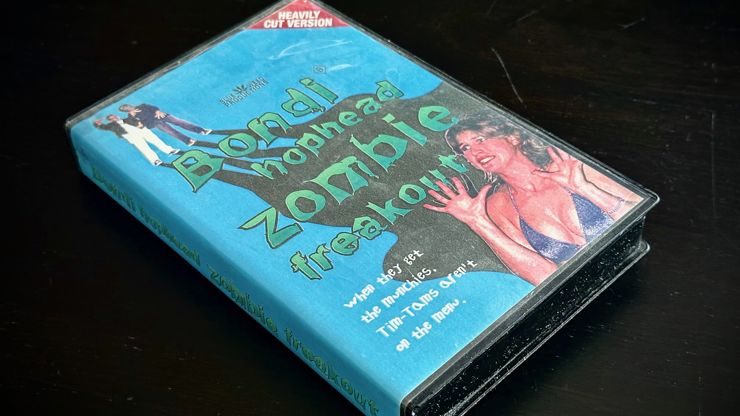 HEAVILY
CUT VERSION
PRODUCTIONS
Bondi
hophead
zombie
freakout
when they get
the munchies.
Tim-Tams aren't
on the menu.
Bondi hophead zombie freakout